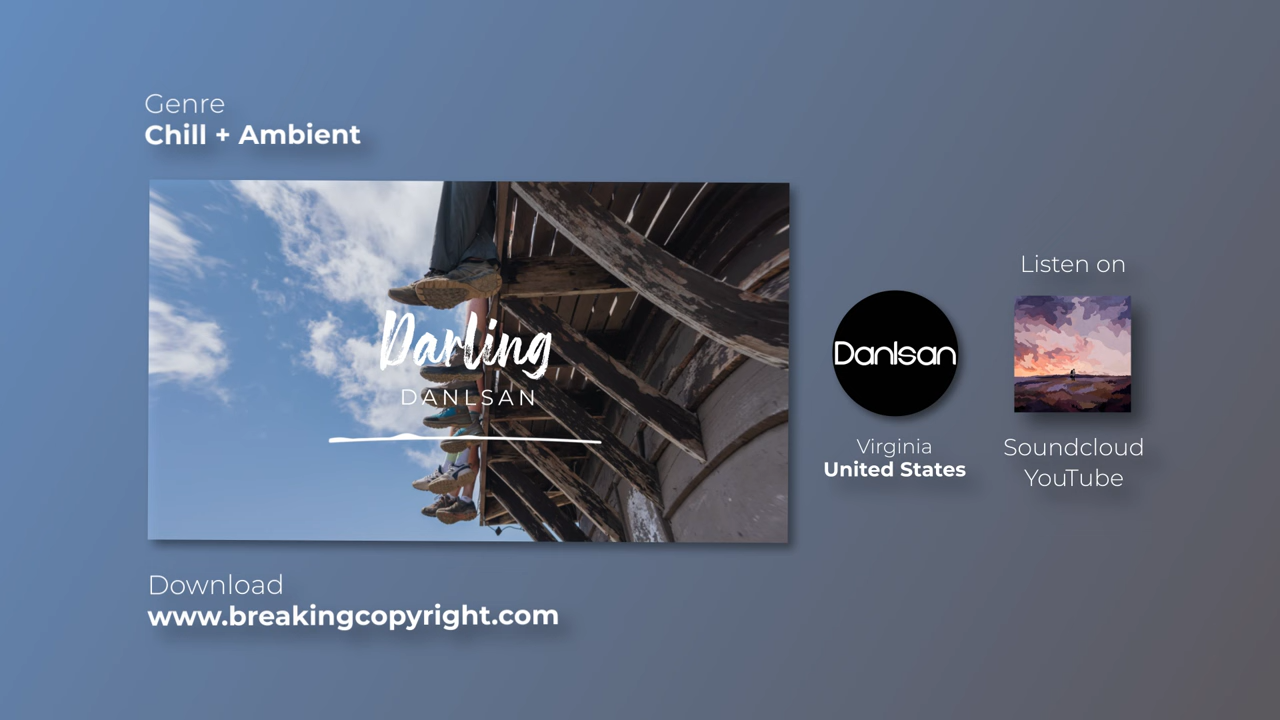 Genre
Chill + Ambient
Darling
DANLSAN
Danlsan
Virginia
United States
Listen on
Soundcloud
YouTube
Download
www.breakingcopyright.com